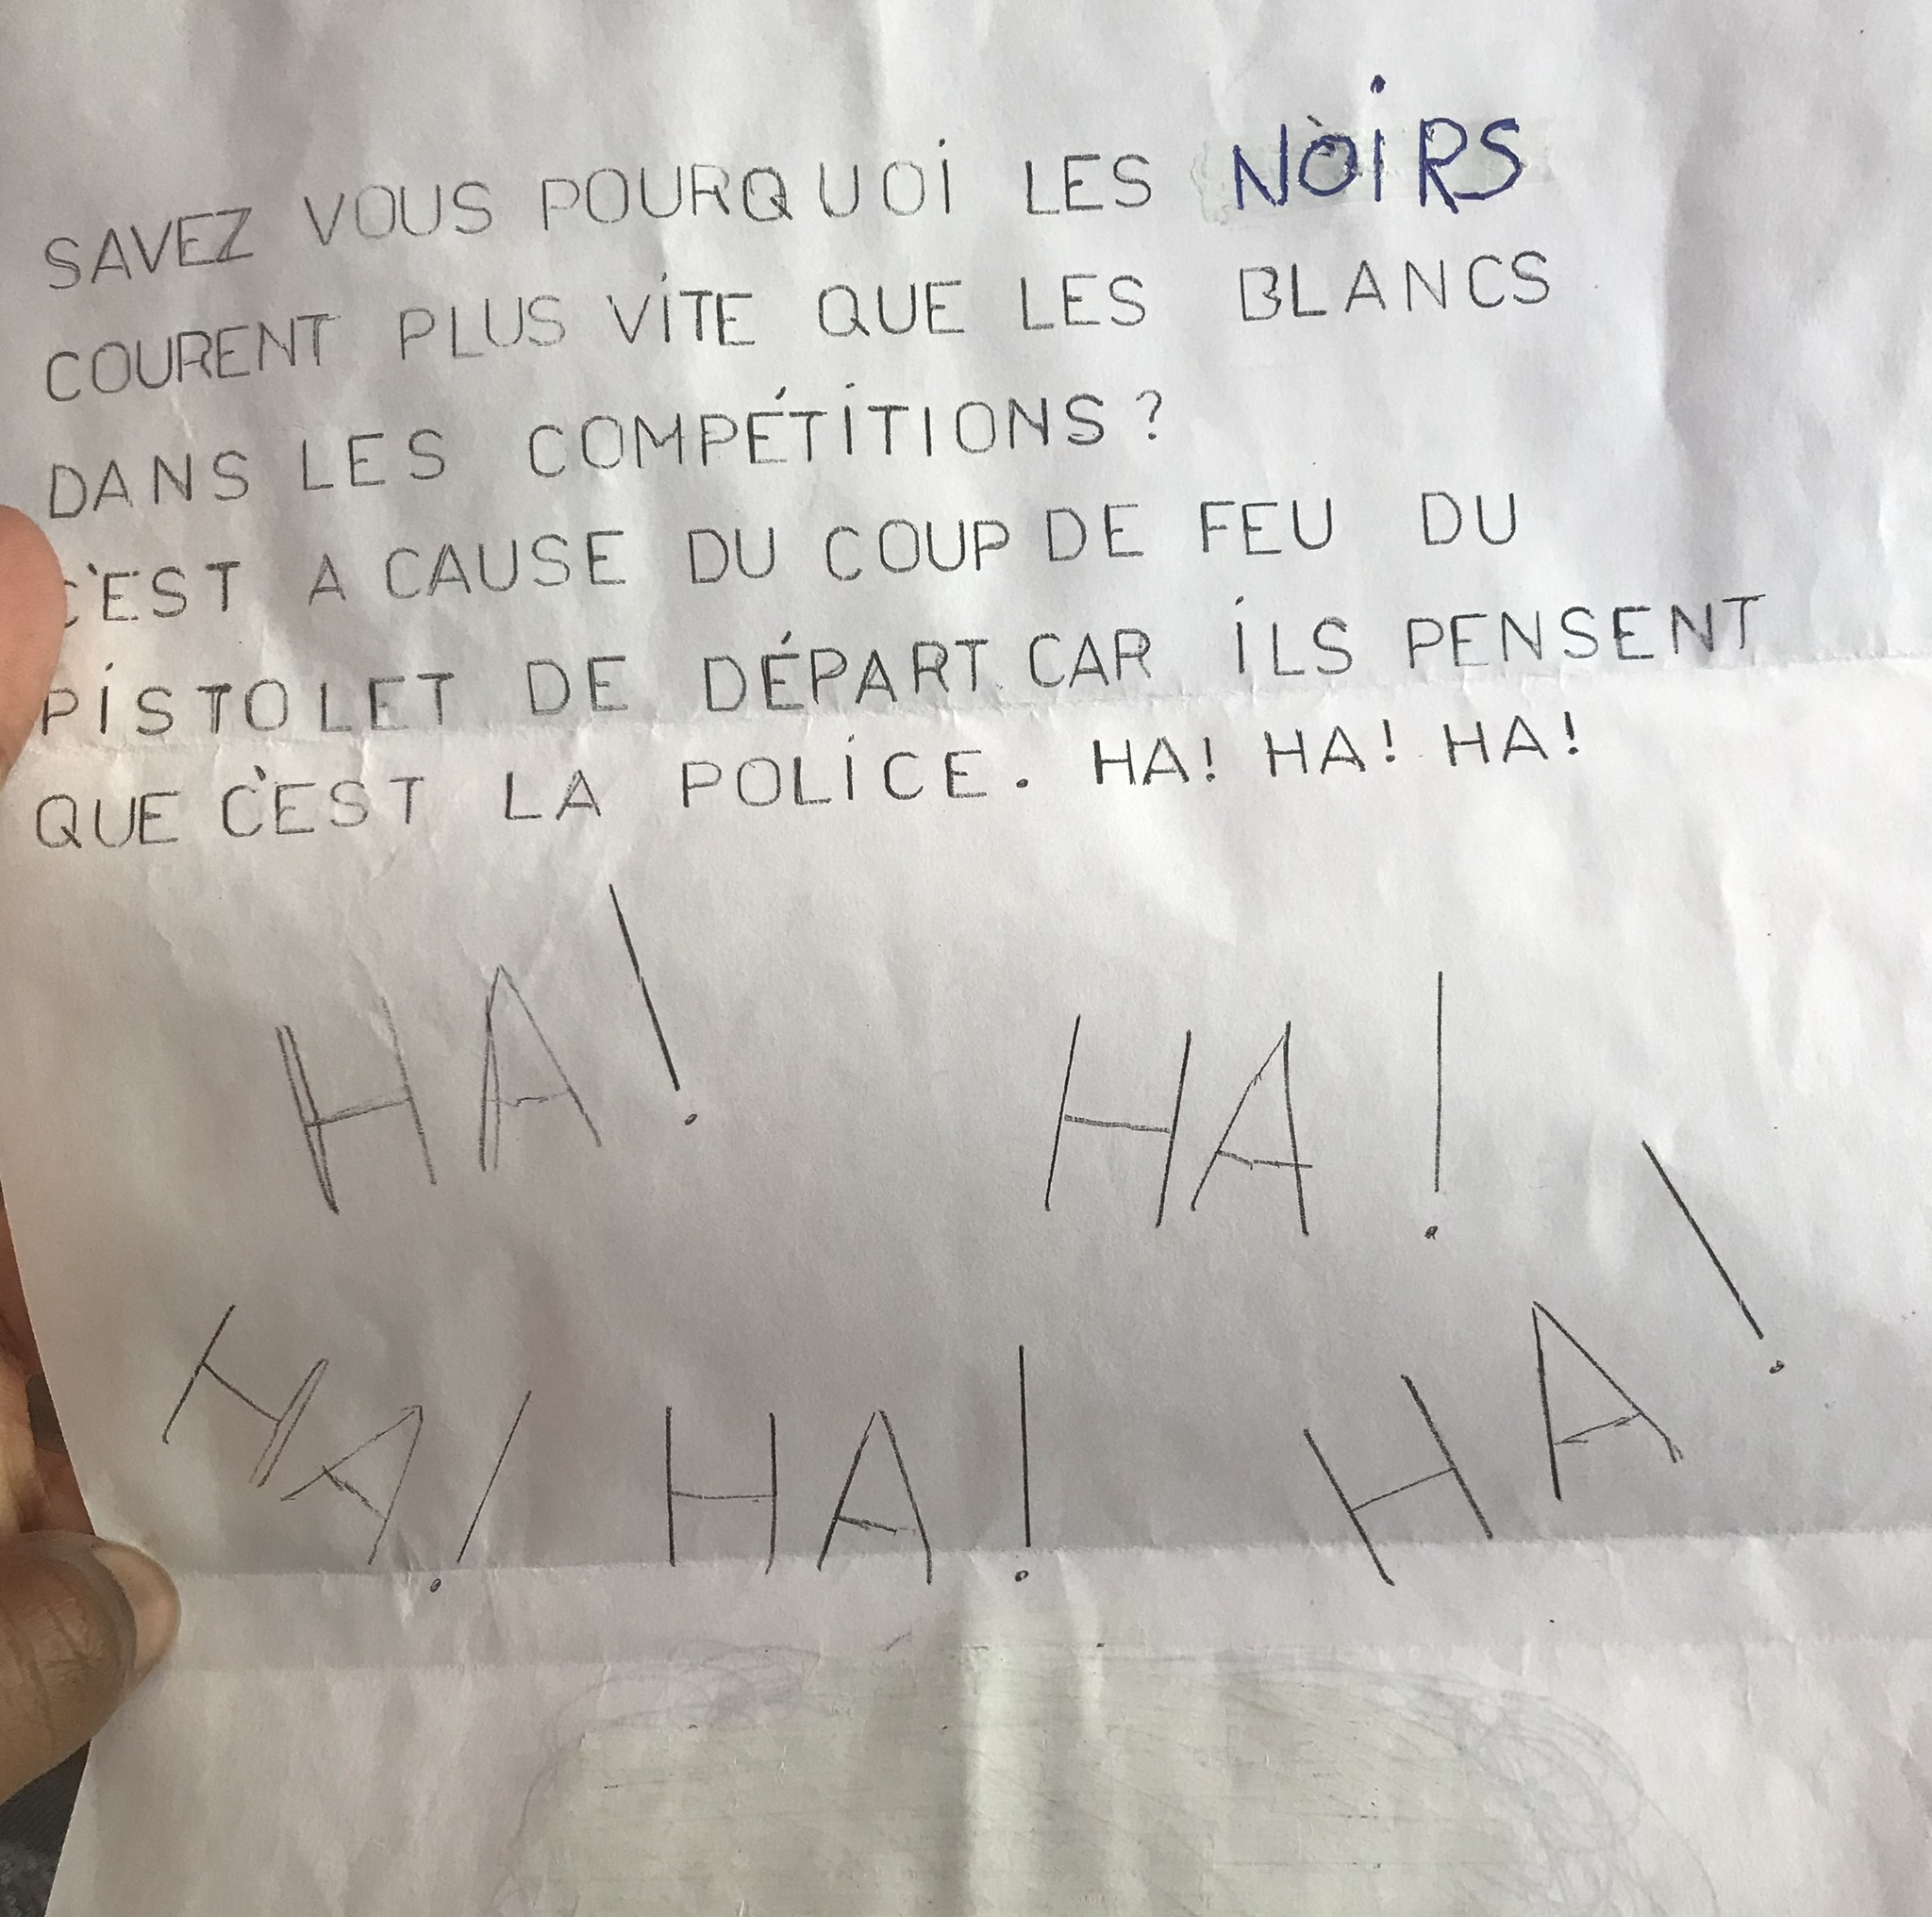 SAVEZ VOUS POURQUOI LES NOIRS
COURENT PLUS VITE QUE LES BLANCS
DANS LES COMPÉTITIONS ?
C'EST A CAUSE DU COUP DE FEU DU
PISTOLET DE DÉPART CAR ILS PENSENT
QUE C'EST LA POLICE. HA! HA! HA!
HA! HA!
HA! HA! HA!